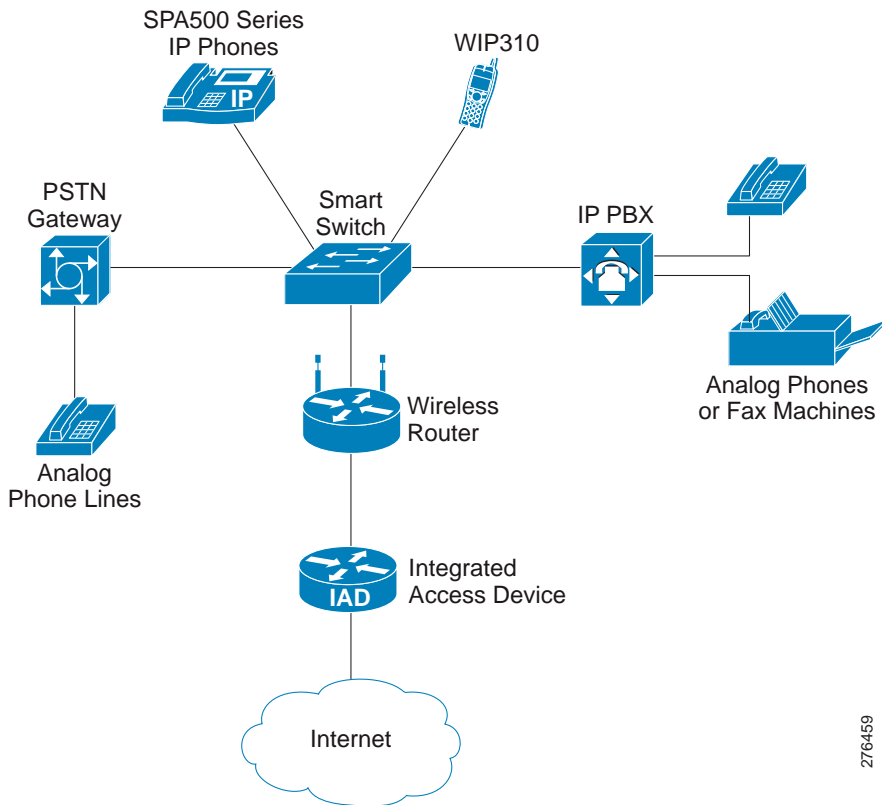 SPA500 Series
IP Phones
WIP310
IP
PSTN
Gateway
Smart
Switch
IP PBX
Analog Phones
or Fax Machines
Wireless
Router
Analog
Phone Lines
Integrated
Access Device
IAD
Internet
276459